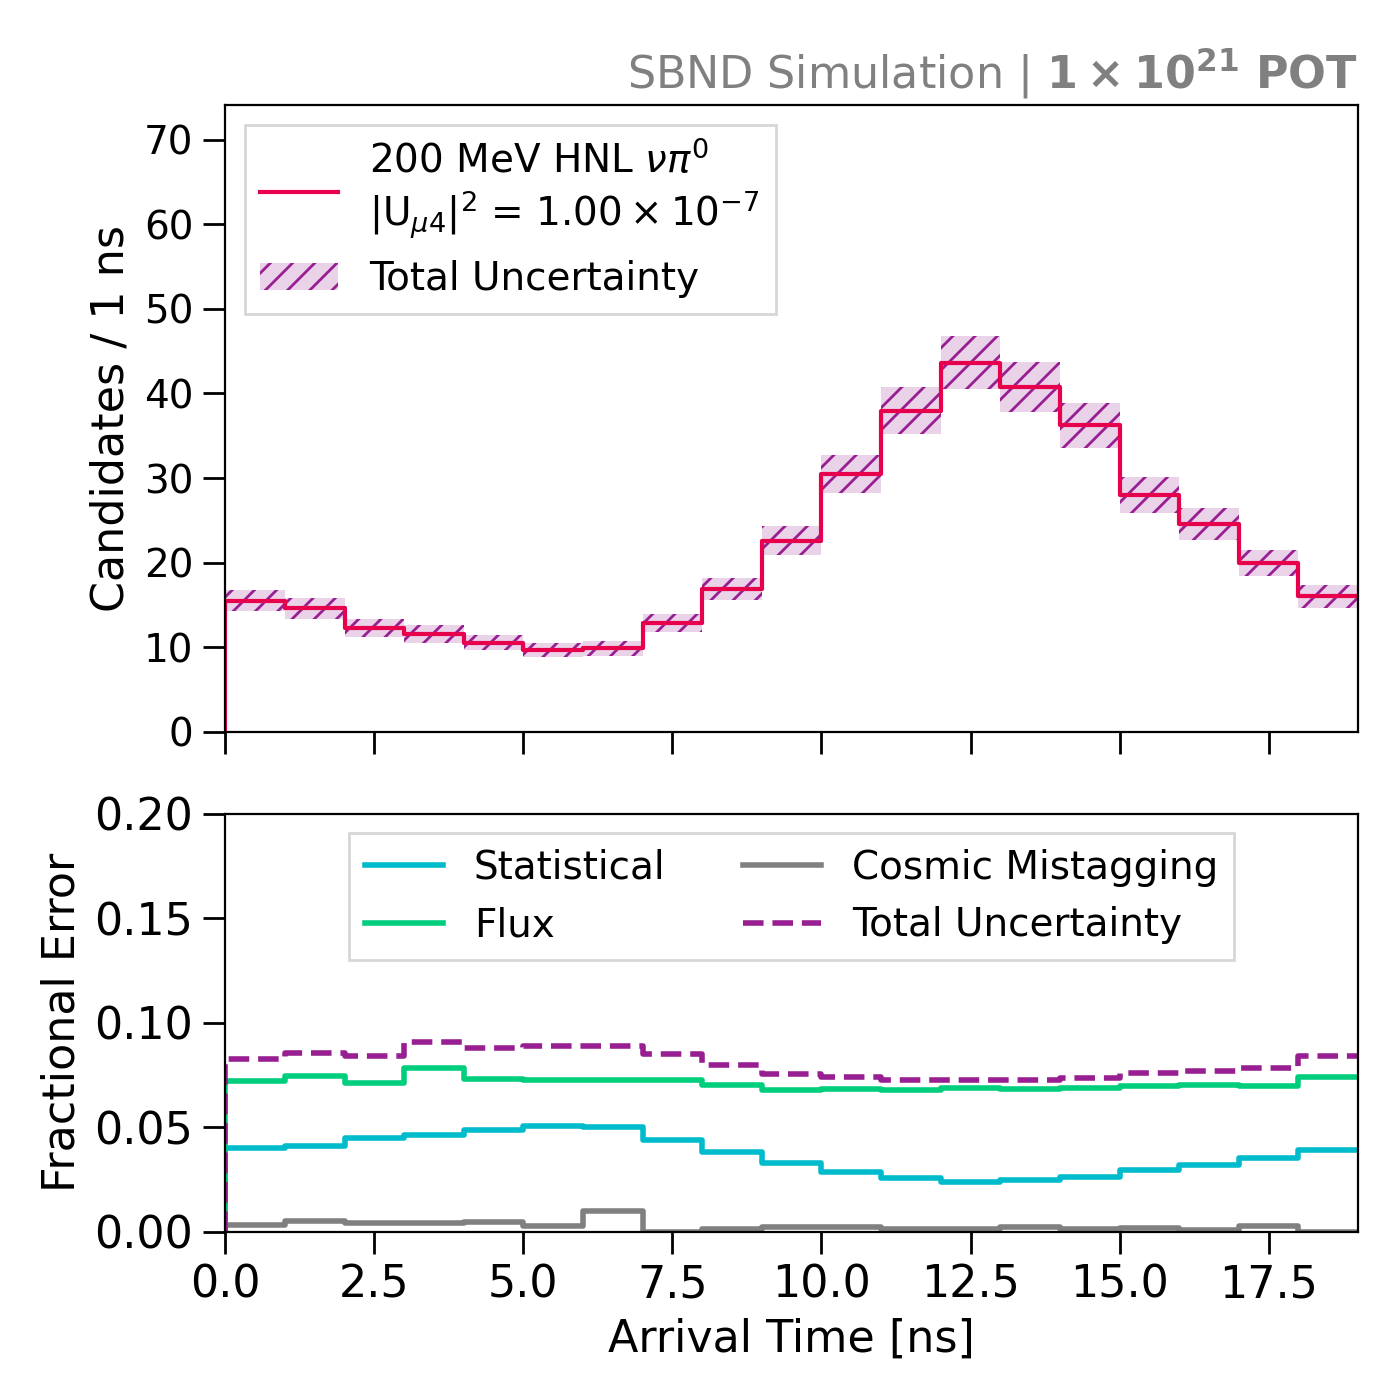 SBND Simulation | 1 × 10²¹ POT
200 MeV HNL νπ⁰
|U_μ4|² = 1.00 × 10⁻⁷
Total Uncertainty
Candidates / 1 ns
70
60
50
40
30
20
10
0
Statistical
Flux
Cosmic Mistagging
Total Uncertainty
Fractional Error
0.20
0.15
0.10
0.05
0.00
0.0 2.5 5.0 7.5 10.0 12.5 15.0 17.5
Arrival Time [ns]